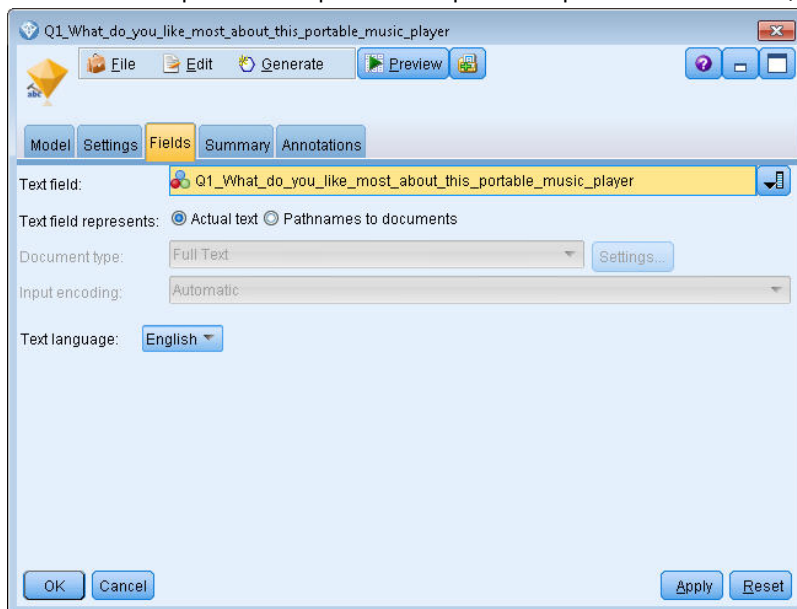 Q1_What_do_you_like_most_about_this_portable_music_player
File Edit Generate Preview
abc
Model Settings Fields Summary Annotations
Text field: Q1_What_do_you_like_most_about_this_portable_music_player
Text field represents: Actual text Pathnames to documents
Document type: Full Text Settings...
Input encoding: Automatic
Text language: English
OK Cancel Apply Reset